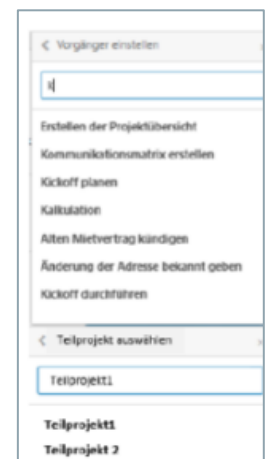 Vorgänger einstellen
k
Erstellen der Projektübersicht
Kommunikationsmatrix erstellen
Kickoff planen
Kalkulation
Alten Mietvertrag kündigen
Änderung der Adresse bekannt geben
Kickoff durchführen
Teilprojekt auswählen
Teilprojekt1
Teilprojekt1
Teilprojekt 2